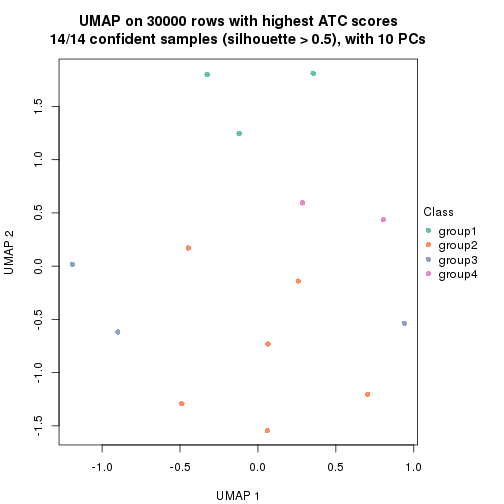 UMAP on 30000 rows with highest ATC scores
14/14 confident samples (silhouette > 0.5), with 10 PCs
UMAP 2
1.5
1.0
0.5
0.0
-0.5
-1.0
-1.5
-1.0
-0.5
0.0
0.5
1.0
UMAP 1
Class
group1
group2
group3
group4